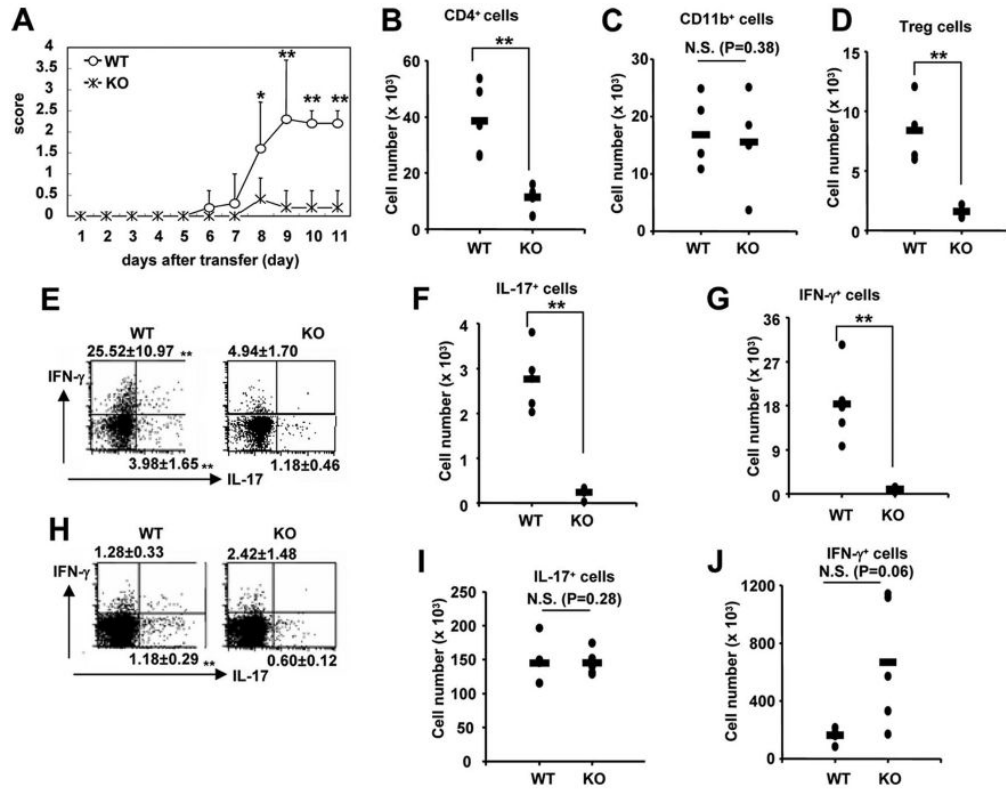 A
4
3.5
3
2.5
2
1.5
1
0.5
0
score
WT
KO
*
**
**
**
1 2 3 4 5 6 7 8 9 10 11
days after transfer (day)
B
CD4⁺ cells
**
60
40
20
0
Cell number (x 10³)
WT KO
C
CD11b⁺ cells
N.S. (P=0.38)
30
20
10
0
Cell number (x 10³)
WT KO
D
Treg cells
**
15
10
5
0
Cell number (x 10³)
WT KO
E
WT KO
25.52±10.97 ** 4.94±1.70
IFN-γ
3.98±1.65 ** 1.18±0.46
IL-17
F
IL-17⁺ cells
**
4
3
2
1
0
Cell number (x 10³)
WT KO
G
IFN-γ⁺ cells
**
36
27
18
9
0
Cell number (x 10³)
WT KO
H
WT KO
1.28±0.33 2.42±1.48
IFN-γ
1.18±0.29 ** 0.60±0.12
IL-17
I
IL-17⁺ cells
N.S. (P=0.28)
250
200
150
100
50
0
Cell number (x 10³)
WT KO
J
IFN-γ⁺ cells
N.S. (P=0.06)
1200
800
400
0
Cell number (x 10³)
WT KO